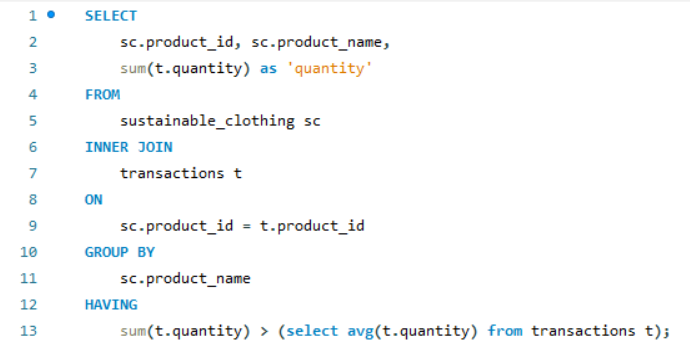 1 SELECT
2 sc.product_id, sc.product_name,
3 sum(t.quantity) as 'quantity'
4 FROM
5 sustainable_clothing sc
6 INNER JOIN
7 transactions t
8 ON
9 sc.product_id = t.product_id
10 GROUP BY
11 sc.product_name
12 HAVING
13 sum(t.quantity) > (select avg(t.quantity) from transactions t);